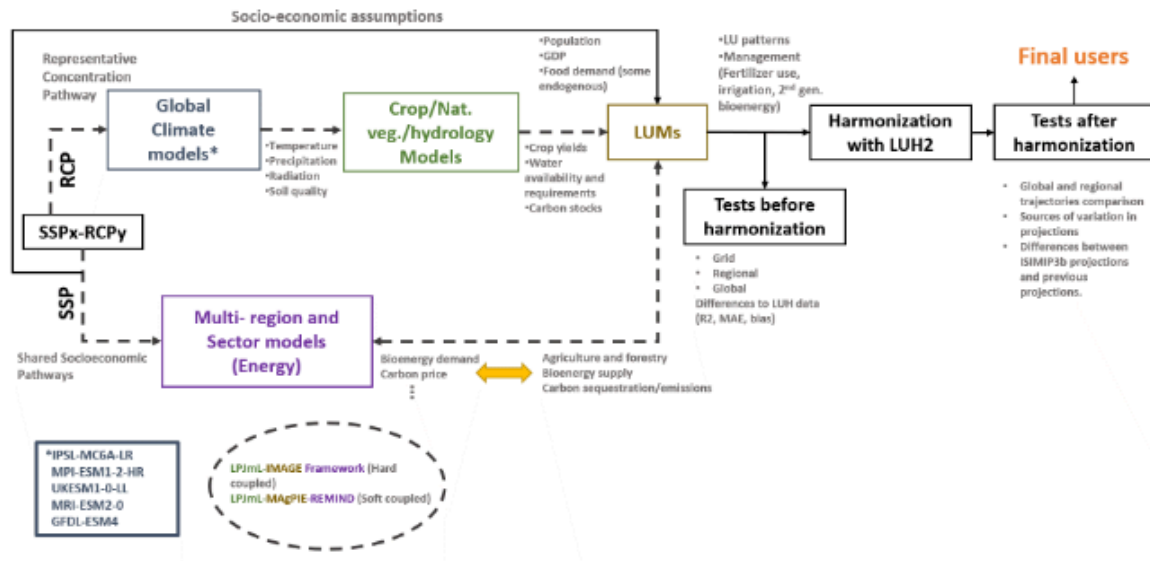 Socio-economic assumptions
Representative
Concentration
Pathway
RCP
Global
Climate
models*
•Temperature
•Precipitation
•Radiation
•Soil quality
Crop/Nat.
veg./hydrology
Models
•Crop yields
•Water
availability and
requirements
•Carbon stocks
•Population
•GDP
•Food demand (some
endogenous)
LUMs
•LU patterns
•Management
(Fertilizer use,
irrigation, 2nd gen.
bioenergy)
Harmonization
with LUH2
Final users
Tests after
harmonization
• Global and regional
trajectories comparison
• Sources of variation in
projections
• Differences between
ISIMIP3b projections
and previous
projections.
Tests before
harmonization
• Grid
• Regional
• Global
Differences to LUH data
(R2, MAE, bias)
SSPx-RCPy
SSP
Shared Socioeconomic
Pathways
Multi- region and
Sector models
(Energy)
Bioenergy demand
Carbon price
⋮
Agriculture and forestry
Bioenergy supply
Carbon sequestration/emissions
*IPSL-MC6A-LR
MPI-ESM1-2-HR
UKESM1-0-LL
MRI-ESM2-0
GFDL-ESM4
LPJmL-IMAGE Framework (Hard
coupled)
LPJmL-MAgPIE-REMIND (Soft coupled)